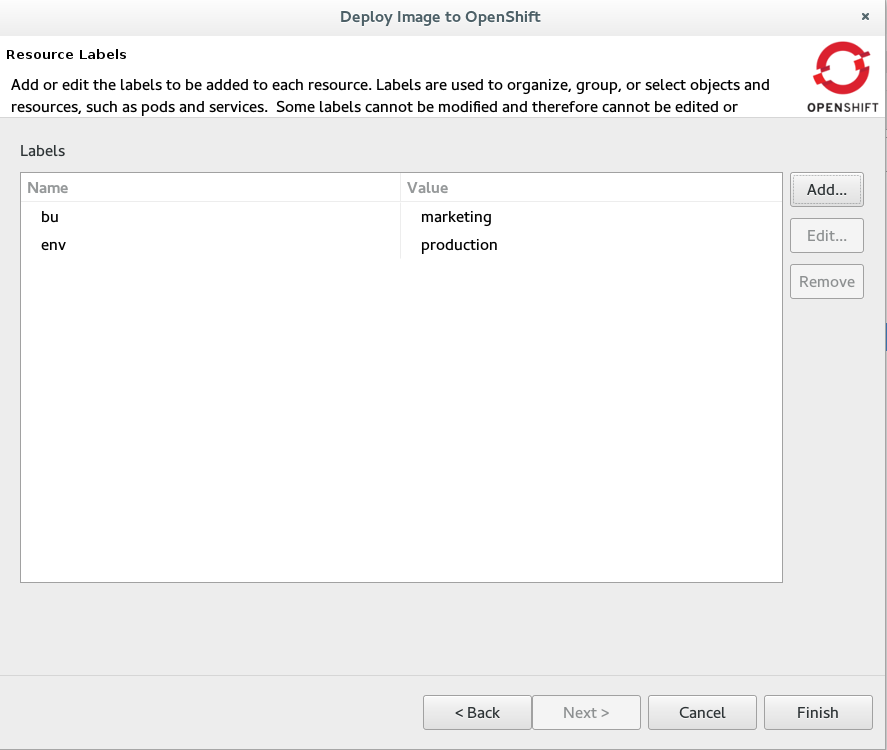 Deploy Image to OpenShift
×
Resource Labels
Add or edit the labels to be added to each resource. Labels are used to organize, group, or select objects and
resources, such as pods and services.  Some labels cannot be modified and therefore cannot be edited or
OPENSHIFT
Labels
Name Value
bu marketing
env production
Add...
Edit...
Remove
< Back Next > Cancel Finish